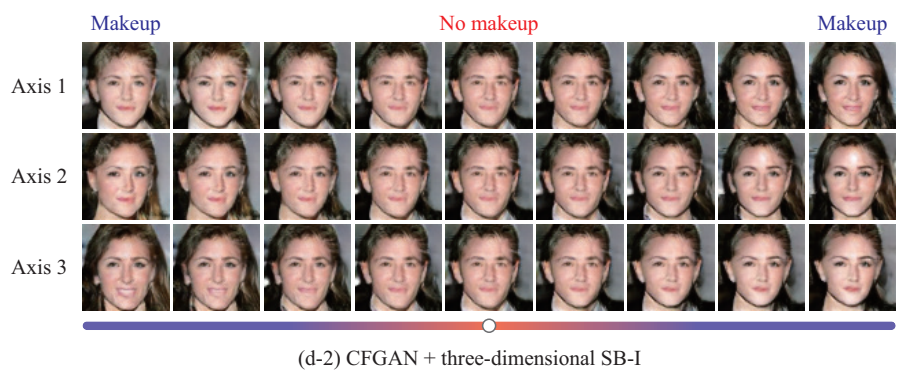 Makeup No makeup Makeup
Axis 1
Axis 2
Axis 3
(d-2) CFGAN + three-dimensional SB-I